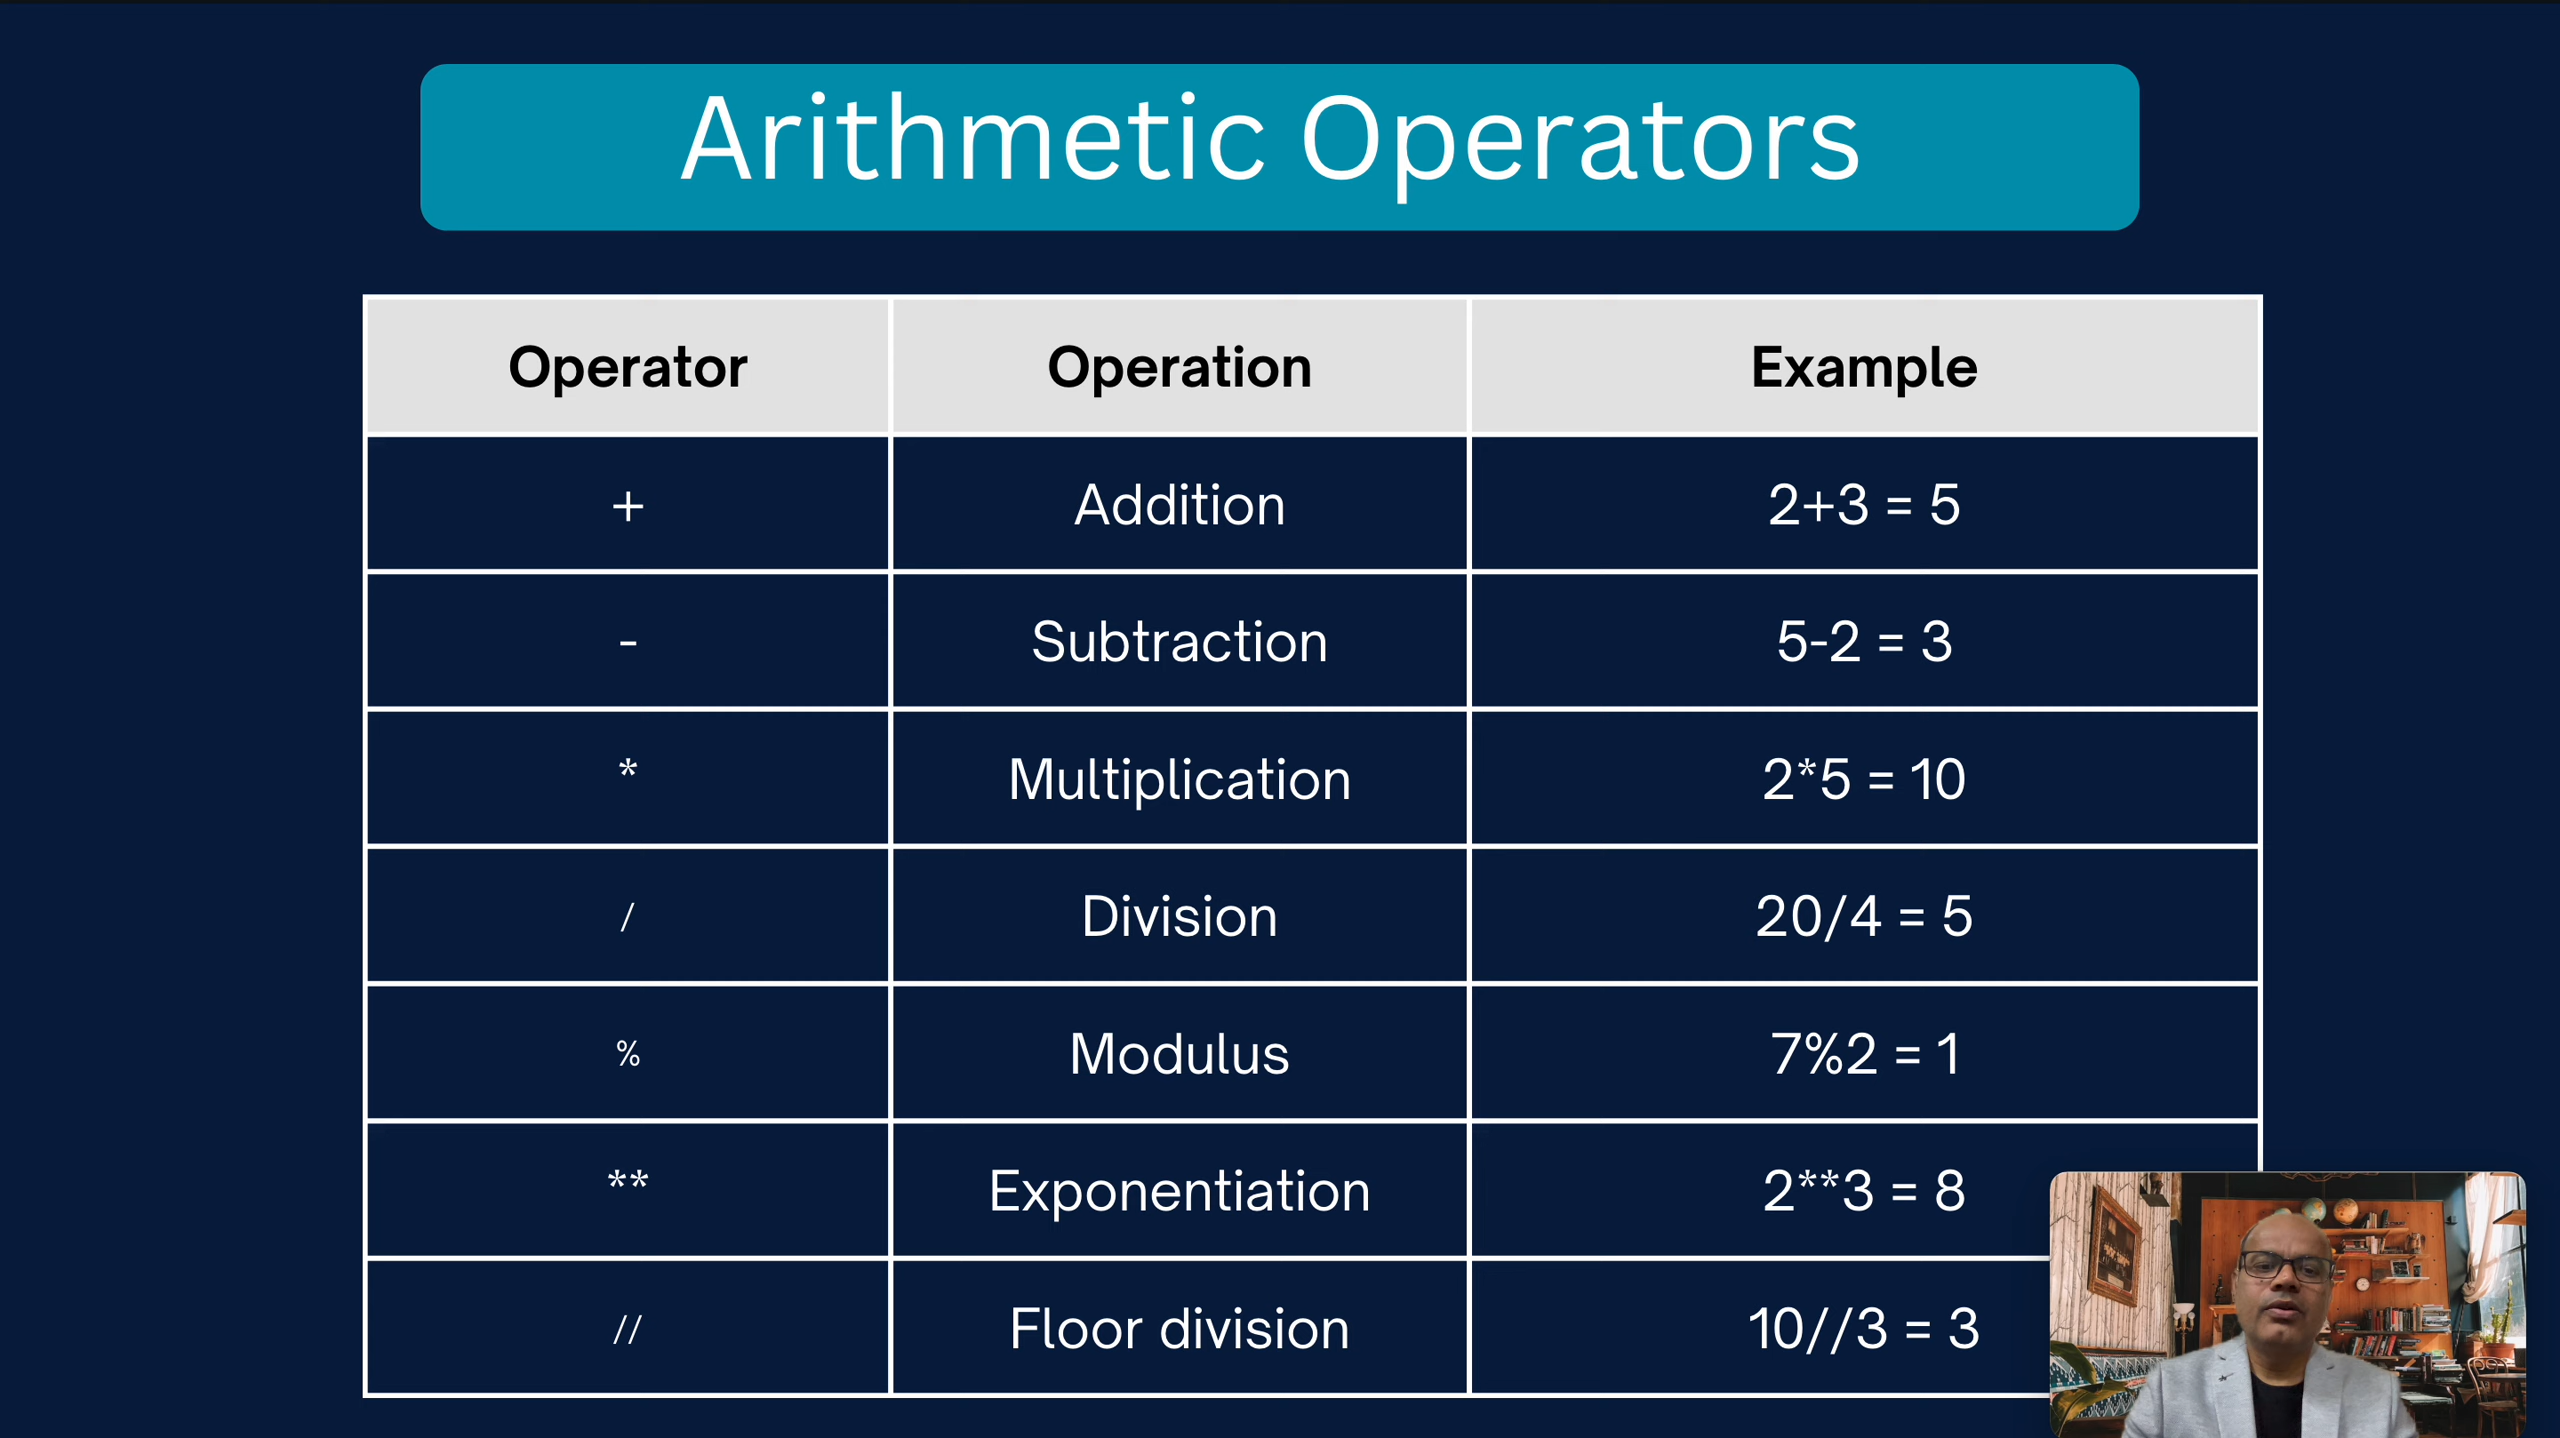 Arithmetic Operators
Operator Operation Example
+ Addition 2+3 = 5
- Subtraction 5-2 = 3
* Multiplication 2*5 = 10
/ Division 20/4 = 5
% Modulus 7%2 = 1
** Exponentiation 2**3 = 8
// Floor division 10//3 = 3